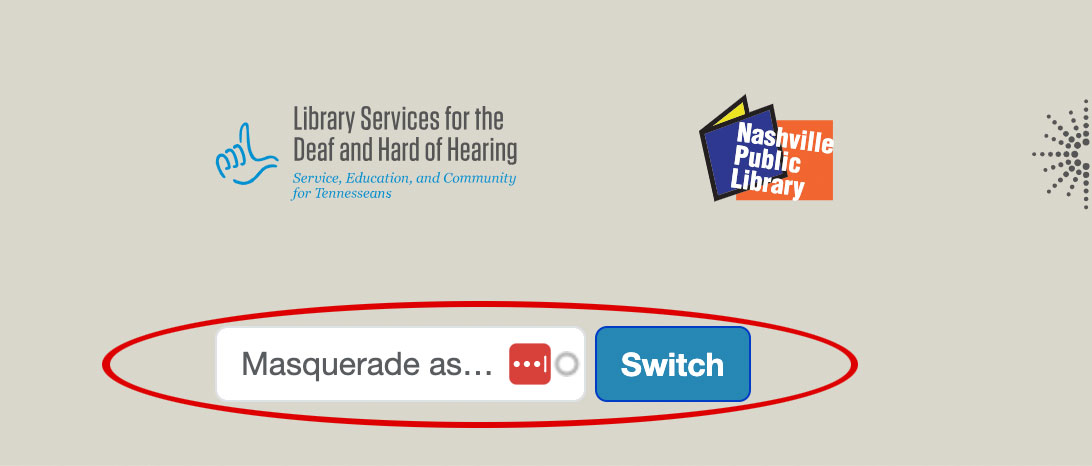 Library Services for the
Deaf and Hard of Hearing
Service, Education, and Community
for Tennesseans
Nashville
Public
Library
Masquerade as...
Switch